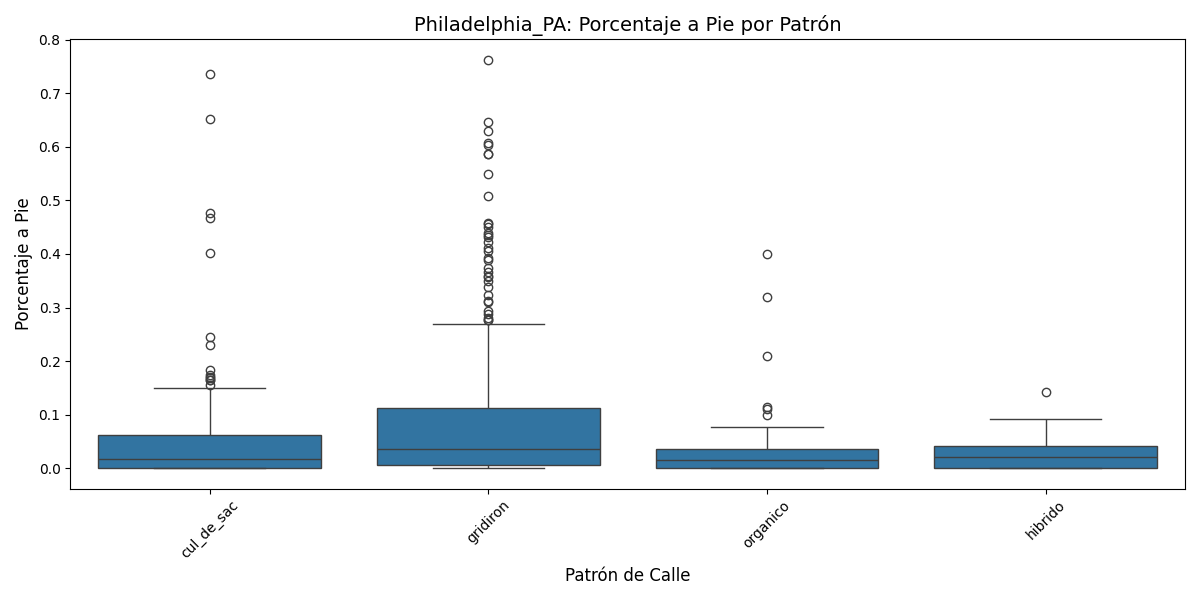 Philadelphia_PA: Porcentaje a Pie por Patrón
Porcentaje a Pie
0.8
0.7
0.6
0.5
0.4
0.3
0.2
0.1
0.0
cul_de_sac
gridiron
organico
hibrido
Patrón de Calle